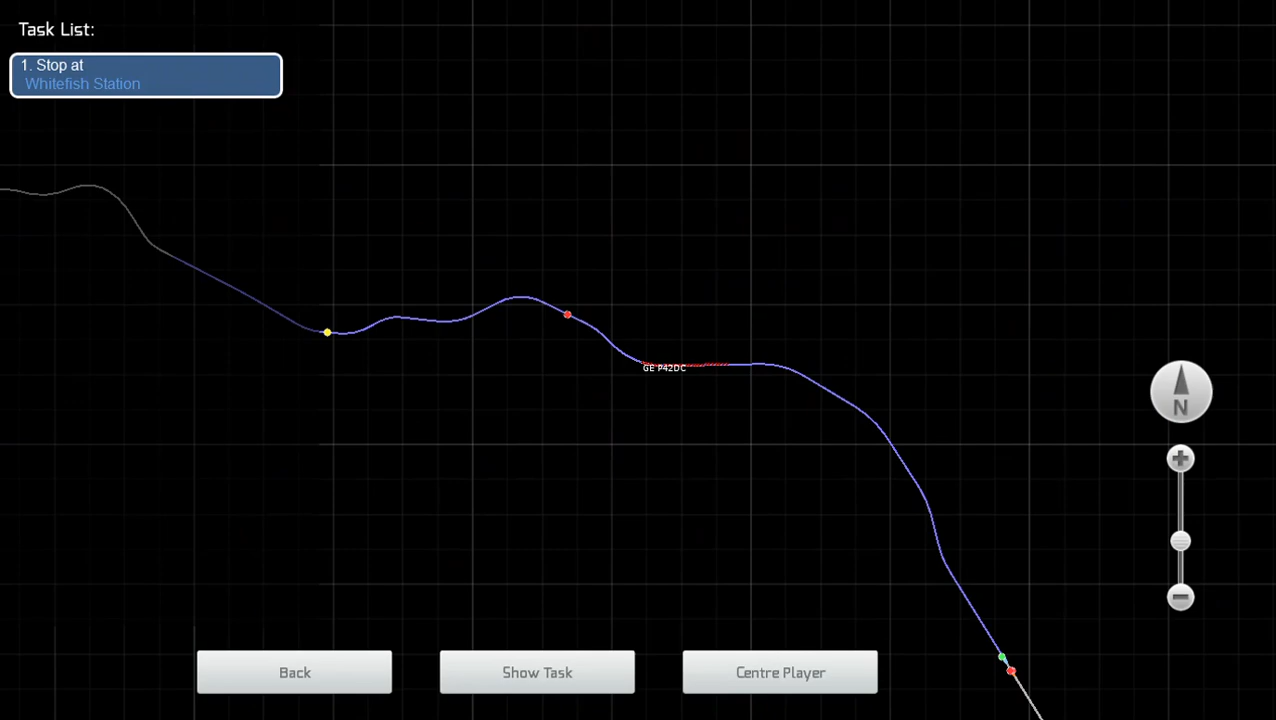 Task List:
1. Stop at
Whitefish Station
GE P42DC
N
Back
Show Task
Centre Player